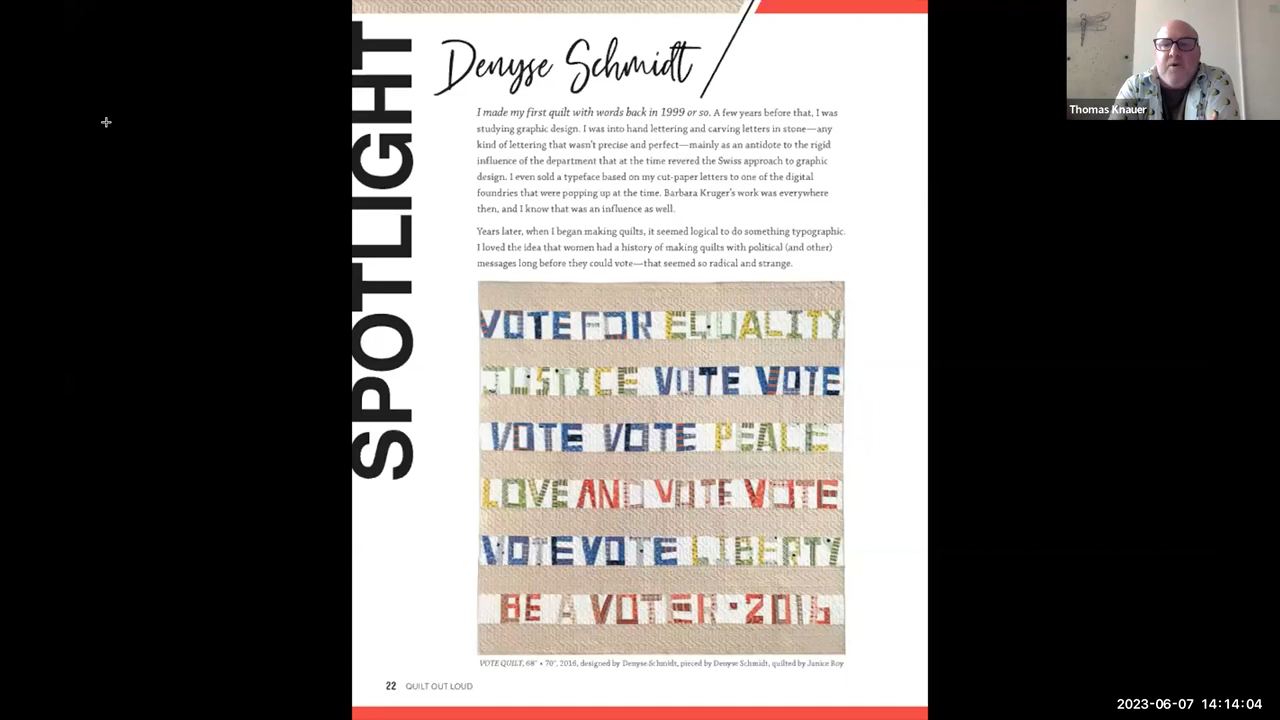 SPOTLIGHT
Denyse Schmidt
I made my first quilt with words back in 1999 or so. A few years before that, I was
studying graphic design. I was into hand lettering and carving letters in stone—any
kind of lettering that wasn't precise and perfect—mainly as an antidote to the rigid
influence of the department that at the time revered the Swiss approach to graphic
design. I even sold a typeface based on my cut-paper letters to one of the digital
foundries that were popping up at the time. Barbara Kruger's work was everywhere
then, and I know that was an influence as well.
Years later, when I began making quilts, it seemed logical to do something typographic.
I loved the idea that women had a history of making quilts with political (and other)
messages long before they could vote—that seemed so radical and strange.
VOTE FOR EQUALITY
JUSTICE VOTE VOTE
VOTE VOTE PEACE
LOVE AND VOTE VOTE
VOTE VOTE LIBERTY
BE A VOTER • 2016
VOTE QUILT, 68" × 70", 2016, designed by Denyse Schmidt, pieced by Denyse Schmidt, quilted by Janice Roy
22 QUILT OUT LOUD
Thomas Knauer
2023-06-07 14:14:04